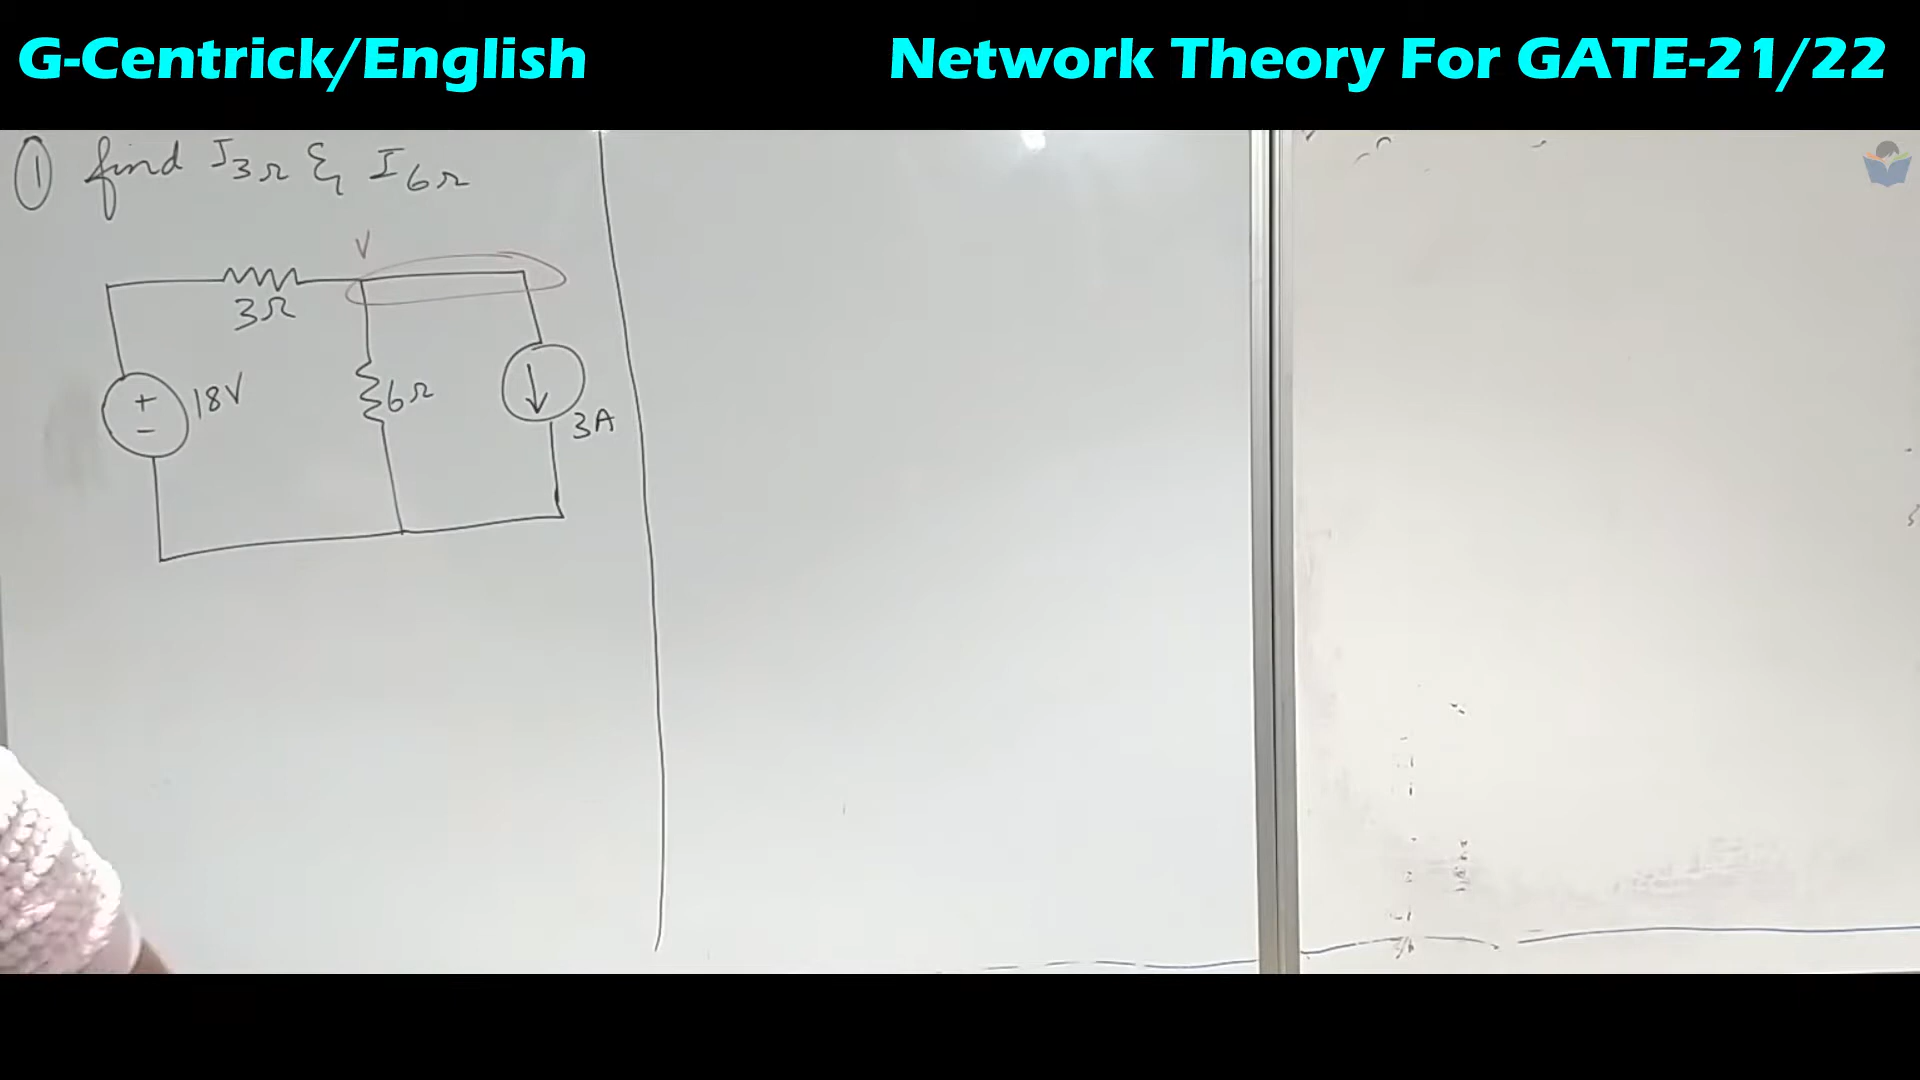 G-Centrick/English
Network Theory For GATE-21/22
① find I3Ω & I6Ω
V
3Ω
+
-
18V
6Ω
3A